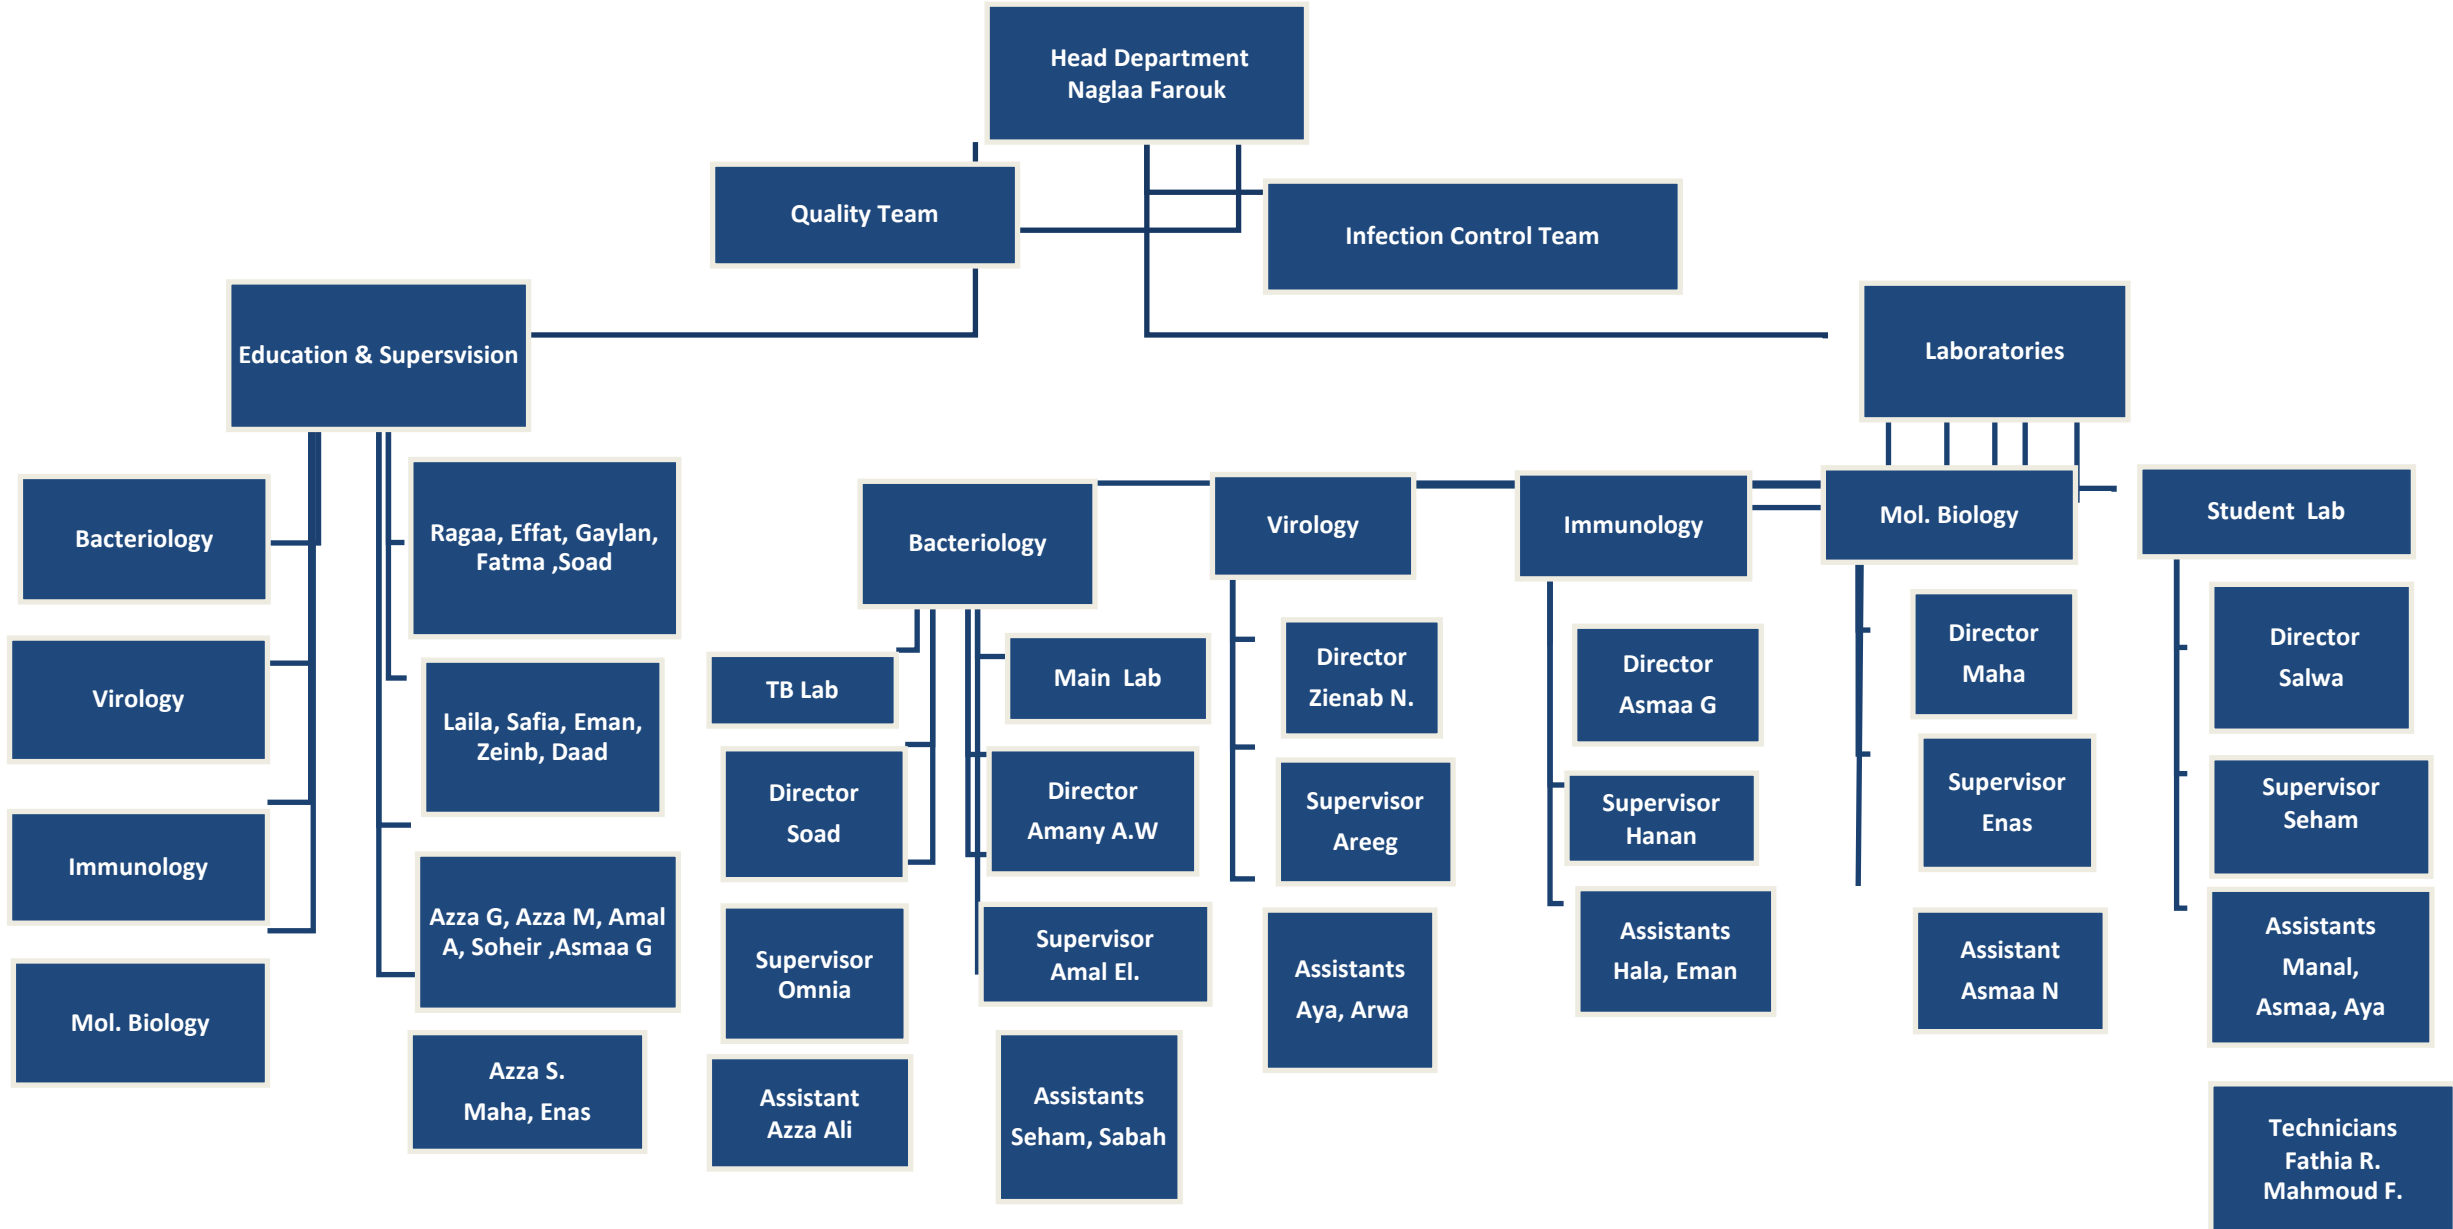 Head Department
Naglaa Farouk
Quality Team
Infection Control Team
Education & Supersvision
Laboratories
Bacteriology
Virology
Immunology
Mol. Biology
Ragaa, Effat, Gaylan,
Fatma ,Soad
Laila, Safia, Eman,
Zeinb, Daad
Azza G, Azza M, Amal
A, Soheir ,Asmaa G
Azza S.
Maha, Enas
Bacteriology
TB Lab
Director
Soad
Supervisor
Omnia
Assistant
Azza Ali
Main  Lab
Director
Amany A.W
Supervisor
Amal El.
Assistants
Seham, Sabah
Virology
Director
Zienab N.
Supervisor
Areeg
Assistants
Aya, Arwa
Immunology
Director
Asmaa G
Supervisor
Hanan
Assistants
Hala, Eman
Mol. Biology
Director
Maha
Supervisor
Enas
Assistant
Asmaa N
Student  Lab
Director
Salwa
Supervisor
Seham
Assistants
Manal,
Asmaa, Aya
Technicians
Fathia R.
Mahmoud F.